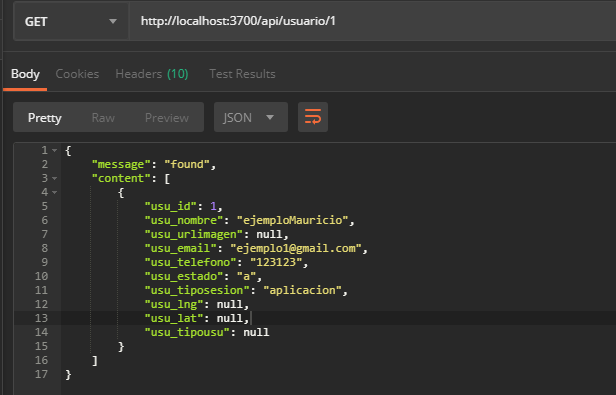 GET http://localhost:3700/api/usuario/1
Body Cookies Headers (10) Test Results
Pretty Raw Preview JSON
1 {
2 "message": "found",
3 "content": [
4 {
5 "usu_id": 1,
6 "usu_nombre": "ejemploMauricio",
7 "usu_urlimagen": null,
8 "usu_email": "ejemplo1@gmail.com",
9 "usu_telefono": "123123",
10 "usu_estado": "a",
11 "usu_tiposesion": "aplicacion",
12 "usu_lng": null,
13 "usu_lat": null,
14 "usu_tipousu": null
15 }
16 ]
17 }